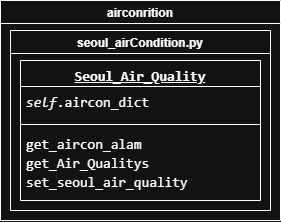 airconrition
seoul_airCondition.py
Seoul_Air_Quality
self.aircon_dict
get_aircon_alam
get_Air_Qualitys
set_seoul_air_quality